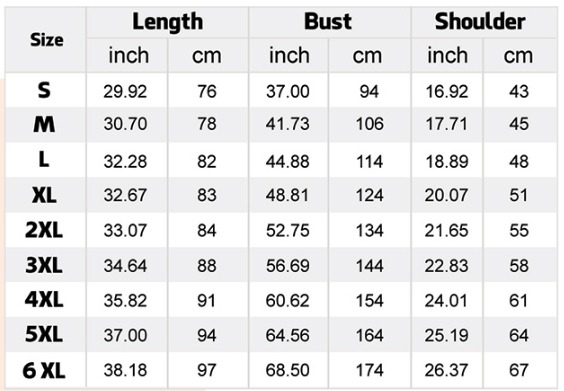 Size Length Bust Shoulder
inch cm inch cm inch cm
S 29.92 76 37.00 94 16.92 43
M 30.70 78 41.73 106 17.71 45
L 32.28 82 44.88 114 18.89 48
XL 32.67 83 48.81 124 20.07 51
2XL 33.07 84 52.75 134 21.65 55
3XL 34.64 88 56.69 144 22.83 58
4XL 35.82 91 60.62 154 24.01 61
5XL 37.00 94 64.56 164 25.19 64
6 XL 38.18 97 68.50 174 26.37 67